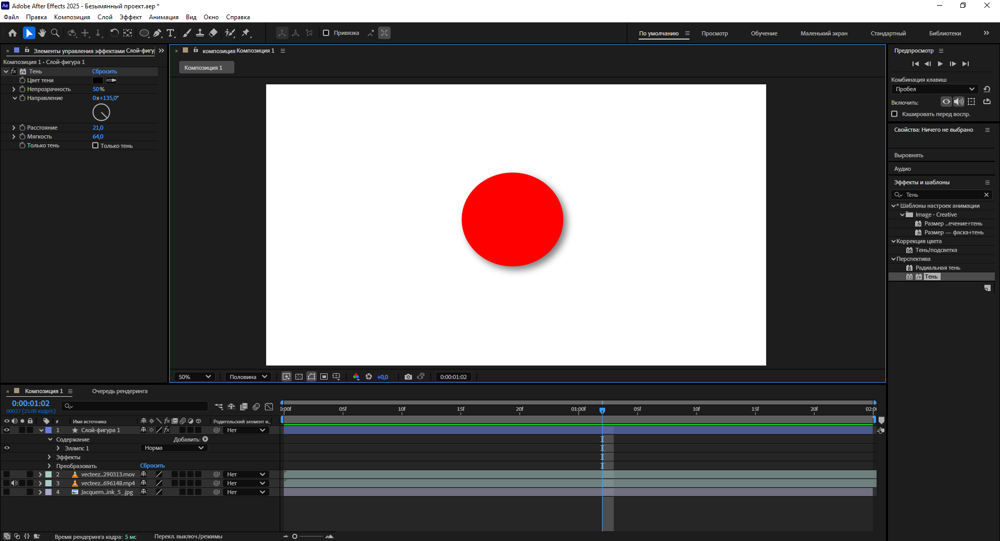 Adobe After Effects 2025 - Безымянный проект.aep *
Файл Правка Композиция Слой Эффект Анимация Вид Окно Справка
Привязка
По умолчанию Просмотр Обучение Маленький экран Стандартный Библиотеки
Элементы управления эффектами Слой-фигу
Композиция 1 • Слой-фигура 1
fx Тень Сбросить
Цвет тени
Непрозрачность 50%
Направление 0x+135,0°
Расстояние 21,0
Мягкость 64,0
Только тень Только тень
композиция Композиция 1
Композиция 1
50% Половина +0,0 0:00:01:02
Предпросмотр
Комбинация клавиш
Пробел
Включить:
Кэшировать перед воспр.
Свойства: Ничего не выбрано
Выровнять
Аудио
Эффекты и шаблоны
Тень
* Шаблоны настроек анимации
Image - Creative
Размер ...ечение+тень
Размер — фаска+тень
Коррекция цвета
Тень/подсветка
Перспектива
Радиальная тень
Тень
Композиция 1 Очередь рендеринга
0:00:01:02
00027 (25.00 кадр/с)
0:00f 05f 10f 15f 20f 01:00f 05f 10f 15f 20f 02:0
# Имя источника fx Родительский элемент и...
1 Слой-фигура 1 fx Нет
Содержание Добавить:
Эллипс 1 Норма
Эффекты
Преобразовать Сбросить
2 vecteez...290313.mov Нет
3 vecteez...696148.mp4 Нет
4 Jacquem...ink_5_.jpg Нет
Время рендеринга кадра: 5 мс Перекл. выключ./режимы